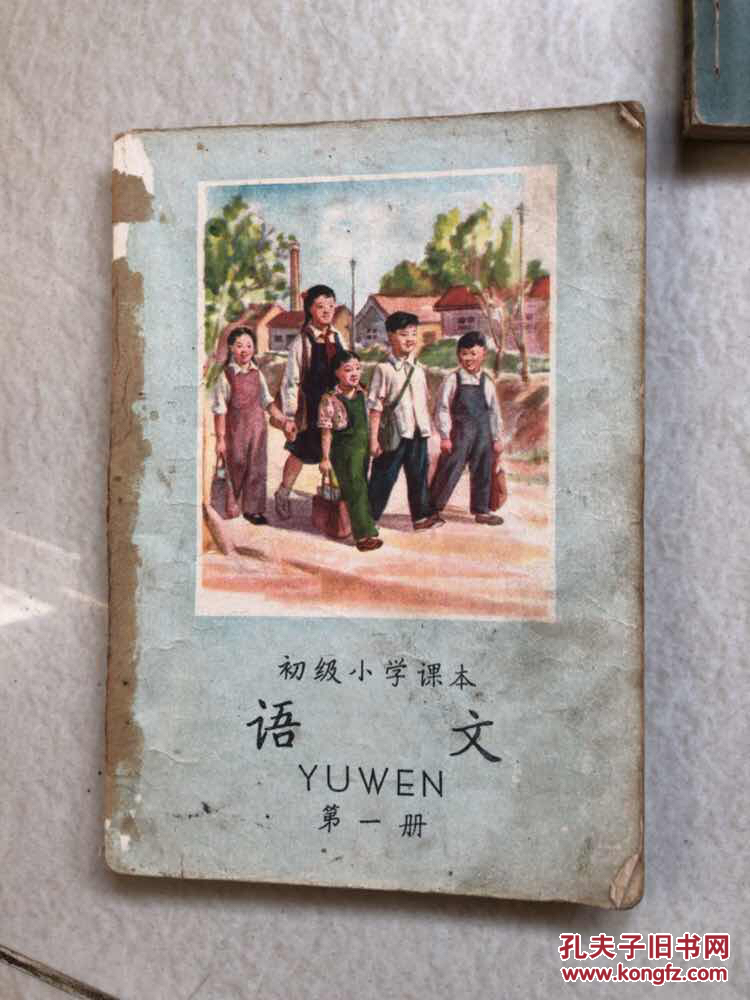 初级小学课本
语 文
YUWEN
第一册
孔夫子旧书网
www.kongfz.com